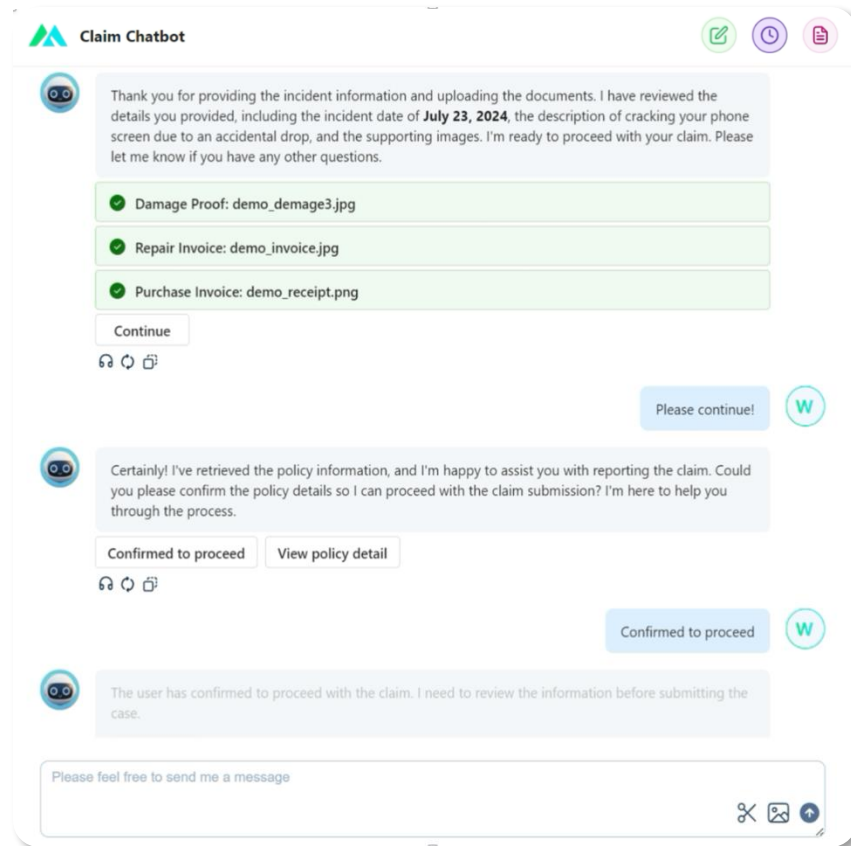 Claim Chatbot
Thank you for providing the incident information and uploading the documents. I have reviewed the
details you provided, including the incident date of July 23, 2024, the description of cracking your phone
screen due to an accidental drop, and the supporting images. I'm ready to proceed with your claim. Please
let me know if you have any other questions.
Damage Proof: demo_demage3.jpg
Repair Invoice: demo_invoice.jpg
Purchase Invoice: demo_receipt.png
Continue
Please continue!
W
Certainly! I've retrieved the policy information, and I'm happy to assist you with reporting the claim. Could
you please confirm the policy details so I can proceed with the claim submission? I'm here to help you
through the process.
Confirmed to proceed
View policy detail
Confirmed to proceed
W
The user has confirmed to proceed with the claim. I need to review the information before submitting the
case.
Please feel free to send me a message